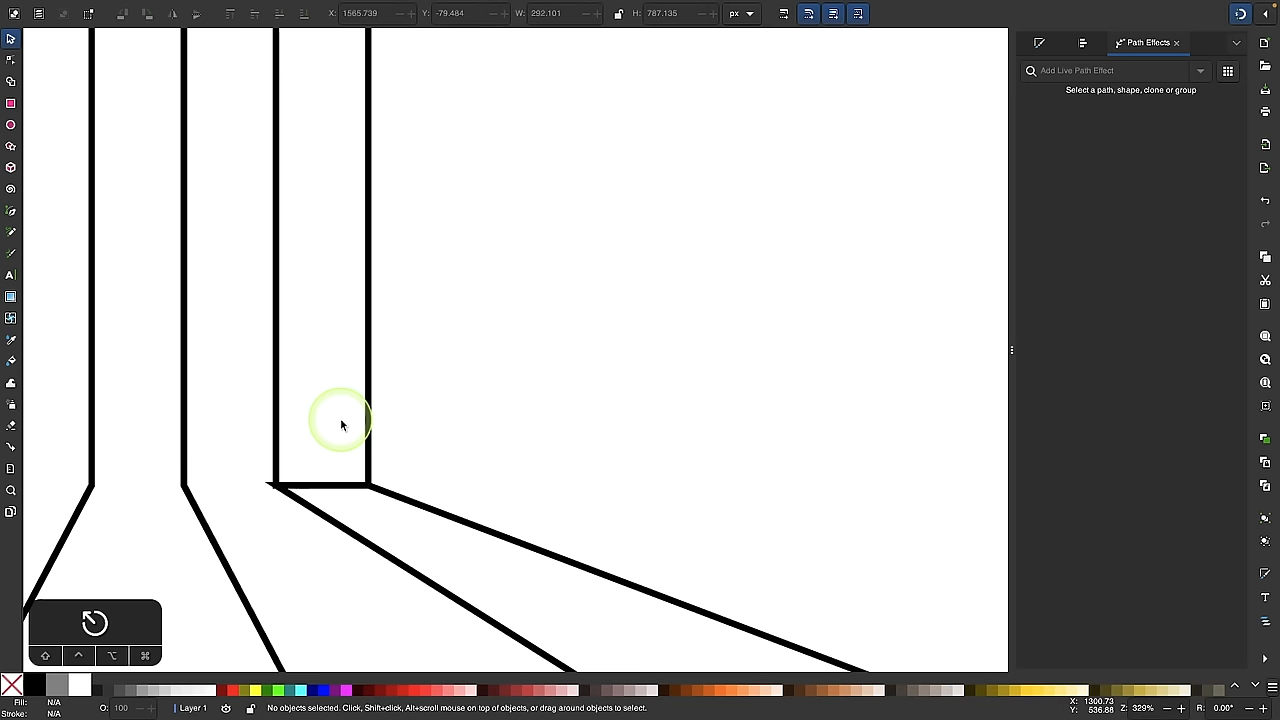 X: 1565.739
Y: -79.484
W: 292.101
H: 787.135
px
Path Effects
Add Live Path Effect
Select a path, shape, clone or group
A
T
Fill: N/A
Stroke: N/A
O: 100
Layer 1
No objects selected. Click, Shift+click, Alt+scroll mouse on top of objects, or drag around objects to select.
X: 1300.73
Y: 536.88
Z: 329%
R: 0.00°